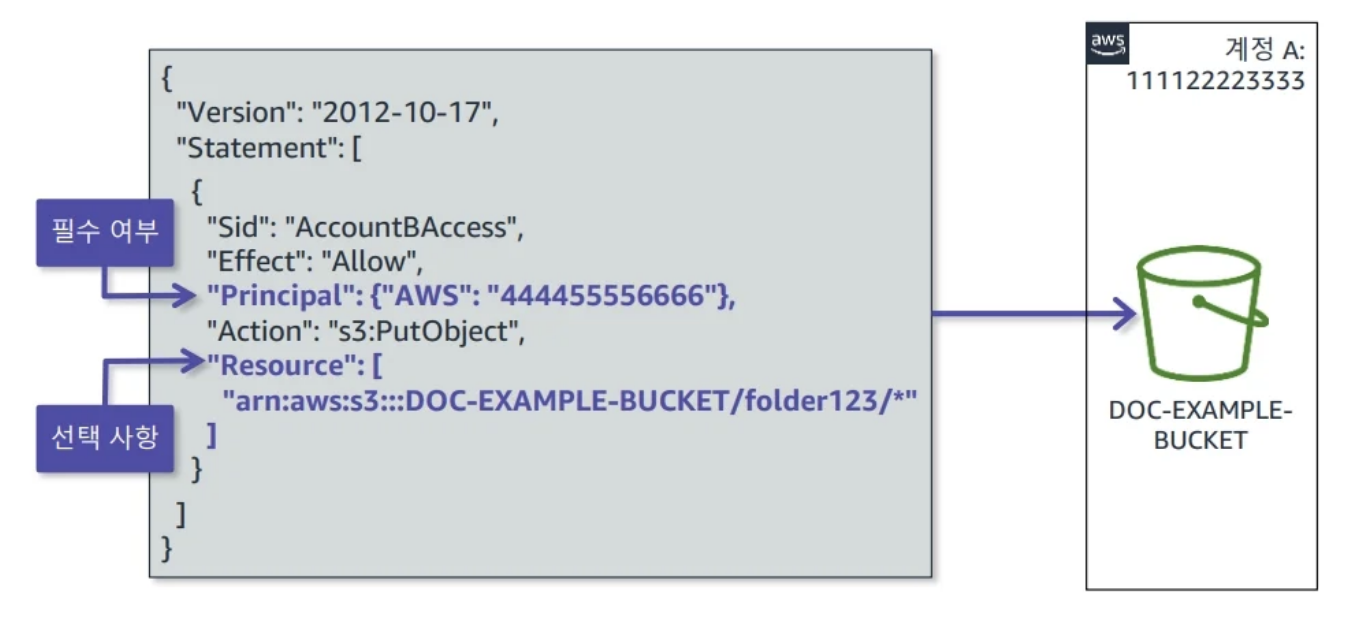 {
"Version": "2012-10-17",
"Statement": [
{
"Sid": "AccountBAccess",
"Effect": "Allow",
"Principal": {"AWS": "444455556666"},
"Action": "s3:PutObject",
"Resource": [
"arn:aws:s3:::DOC-EXAMPLE-BUCKET/folder123/*"
]
}
]
}
필수 여부
선택 사항
aws
계정 A:
111122223333
DOC-EXAMPLE-
BUCKET